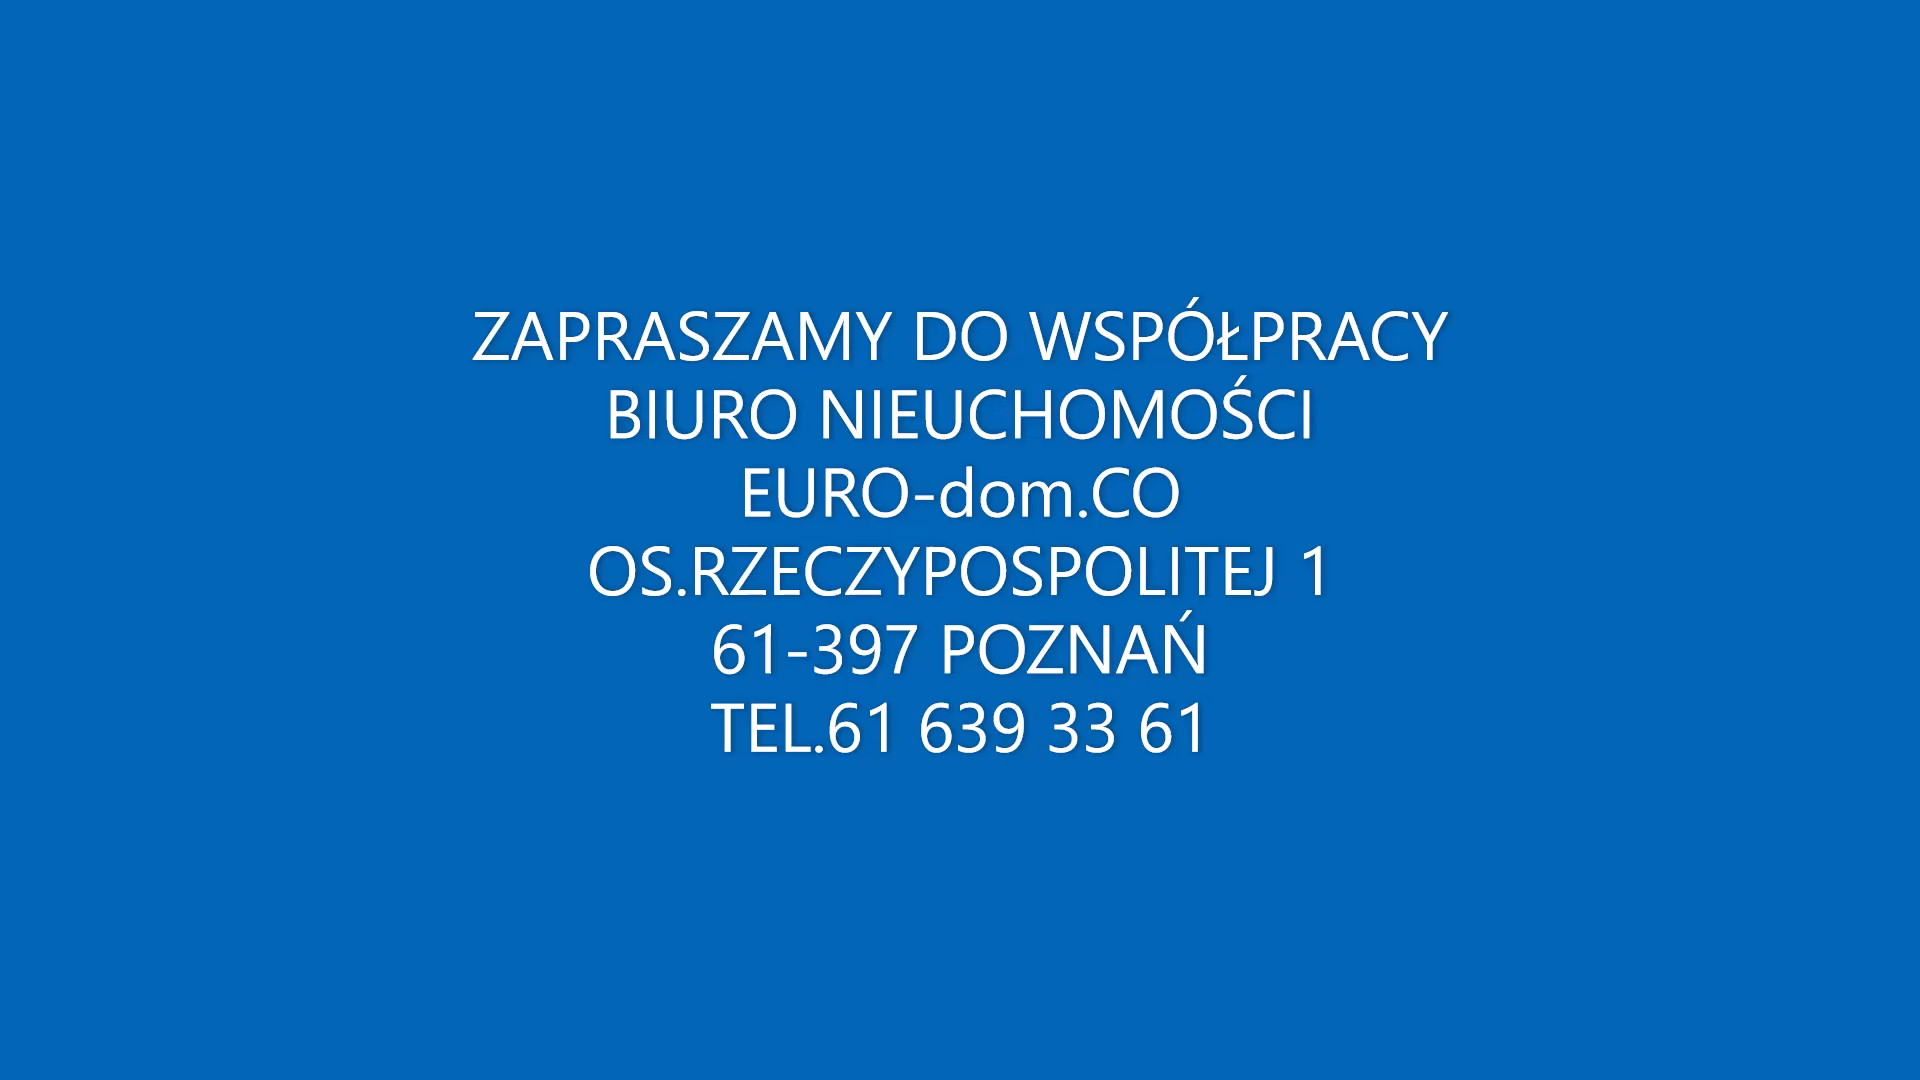 ZAPRASZAMY DO WSPÓŁPRACY
BIURO NIEUCHOMOŚCI
EURO-dom.CO
OS.RZECZYPOSPOLITEJ 1
61-397 POZNAŃ
TEL.61 639 33 61